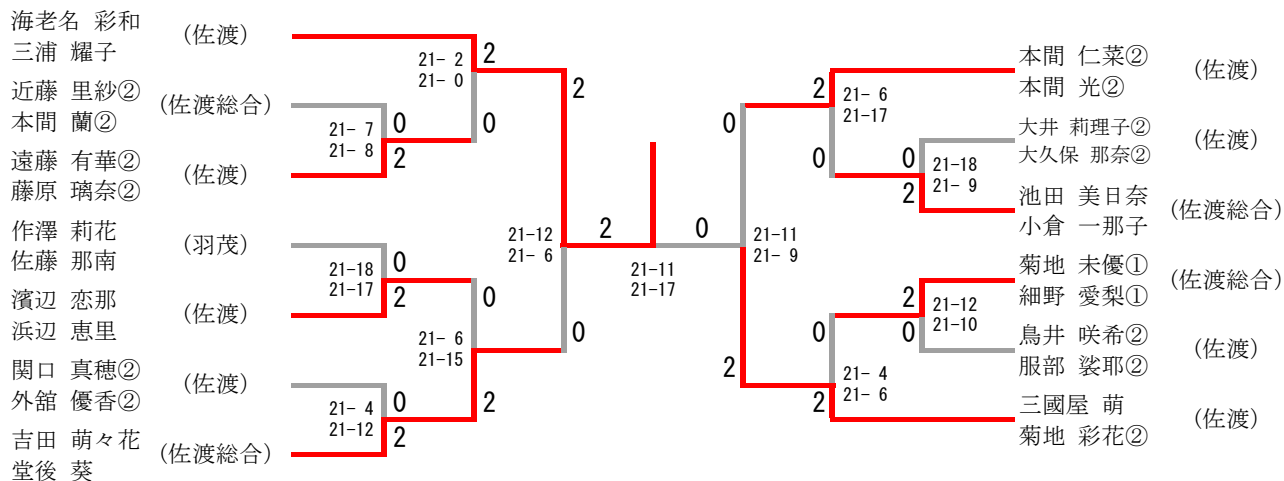 海老名 彩和
三浦 耀子
(佐渡)
近藤 里紗②
本間 蘭②
(佐渡総合)
遠藤 有華②
藤原 璃奈②
(佐渡)
作澤 莉花
佐藤 那南
(羽茂)
濱辺 恋那
浜辺 恵里
(佐渡)
関口 真穂②
外舘 優香②
(佐渡)
吉田 萌々花
堂後 葵
(佐渡総合)
21- 2
21- 0
2
0
21- 7
21- 8
0
2
21-18
21-17
0
2
21- 6
21-15
0
2
21- 4
21-12
0
2
2
21-12
21- 6
0
2
0
21-11
21-17
0
21-11
21- 9
2
2
21- 6
21-17
0
0
21-18
2
21- 9
2
21-12
0
21-10
0
21- 4
2
21- 6
本間 仁菜②
本間 光②
(佐渡)
大井 莉理子②
大久保 那奈②
(佐渡)
池田 美日奈
小倉 一那子
(佐渡総合)
菊地 未優①
細野 愛梨①
(佐渡総合)
鳥井 咲希②
服部 裟耶②
(佐渡)
三國屋 萌
菊地 彩花②
(佐渡)